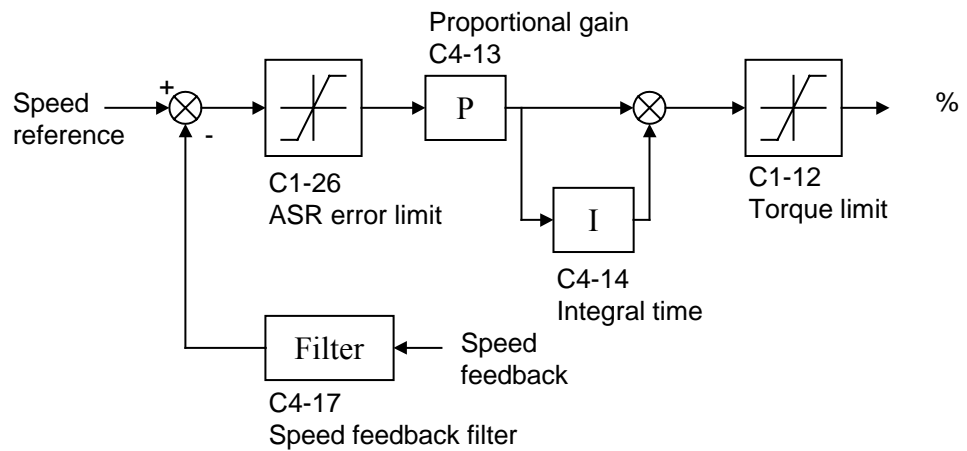 Proportional gain
C4-13
+
Speed
reference
-
P
%
C1-26
ASR error limit
I
C1-12
Torque limit
C4-14
Integral time
Filter
Speed
feedback
C4-17
Speed feedback filter